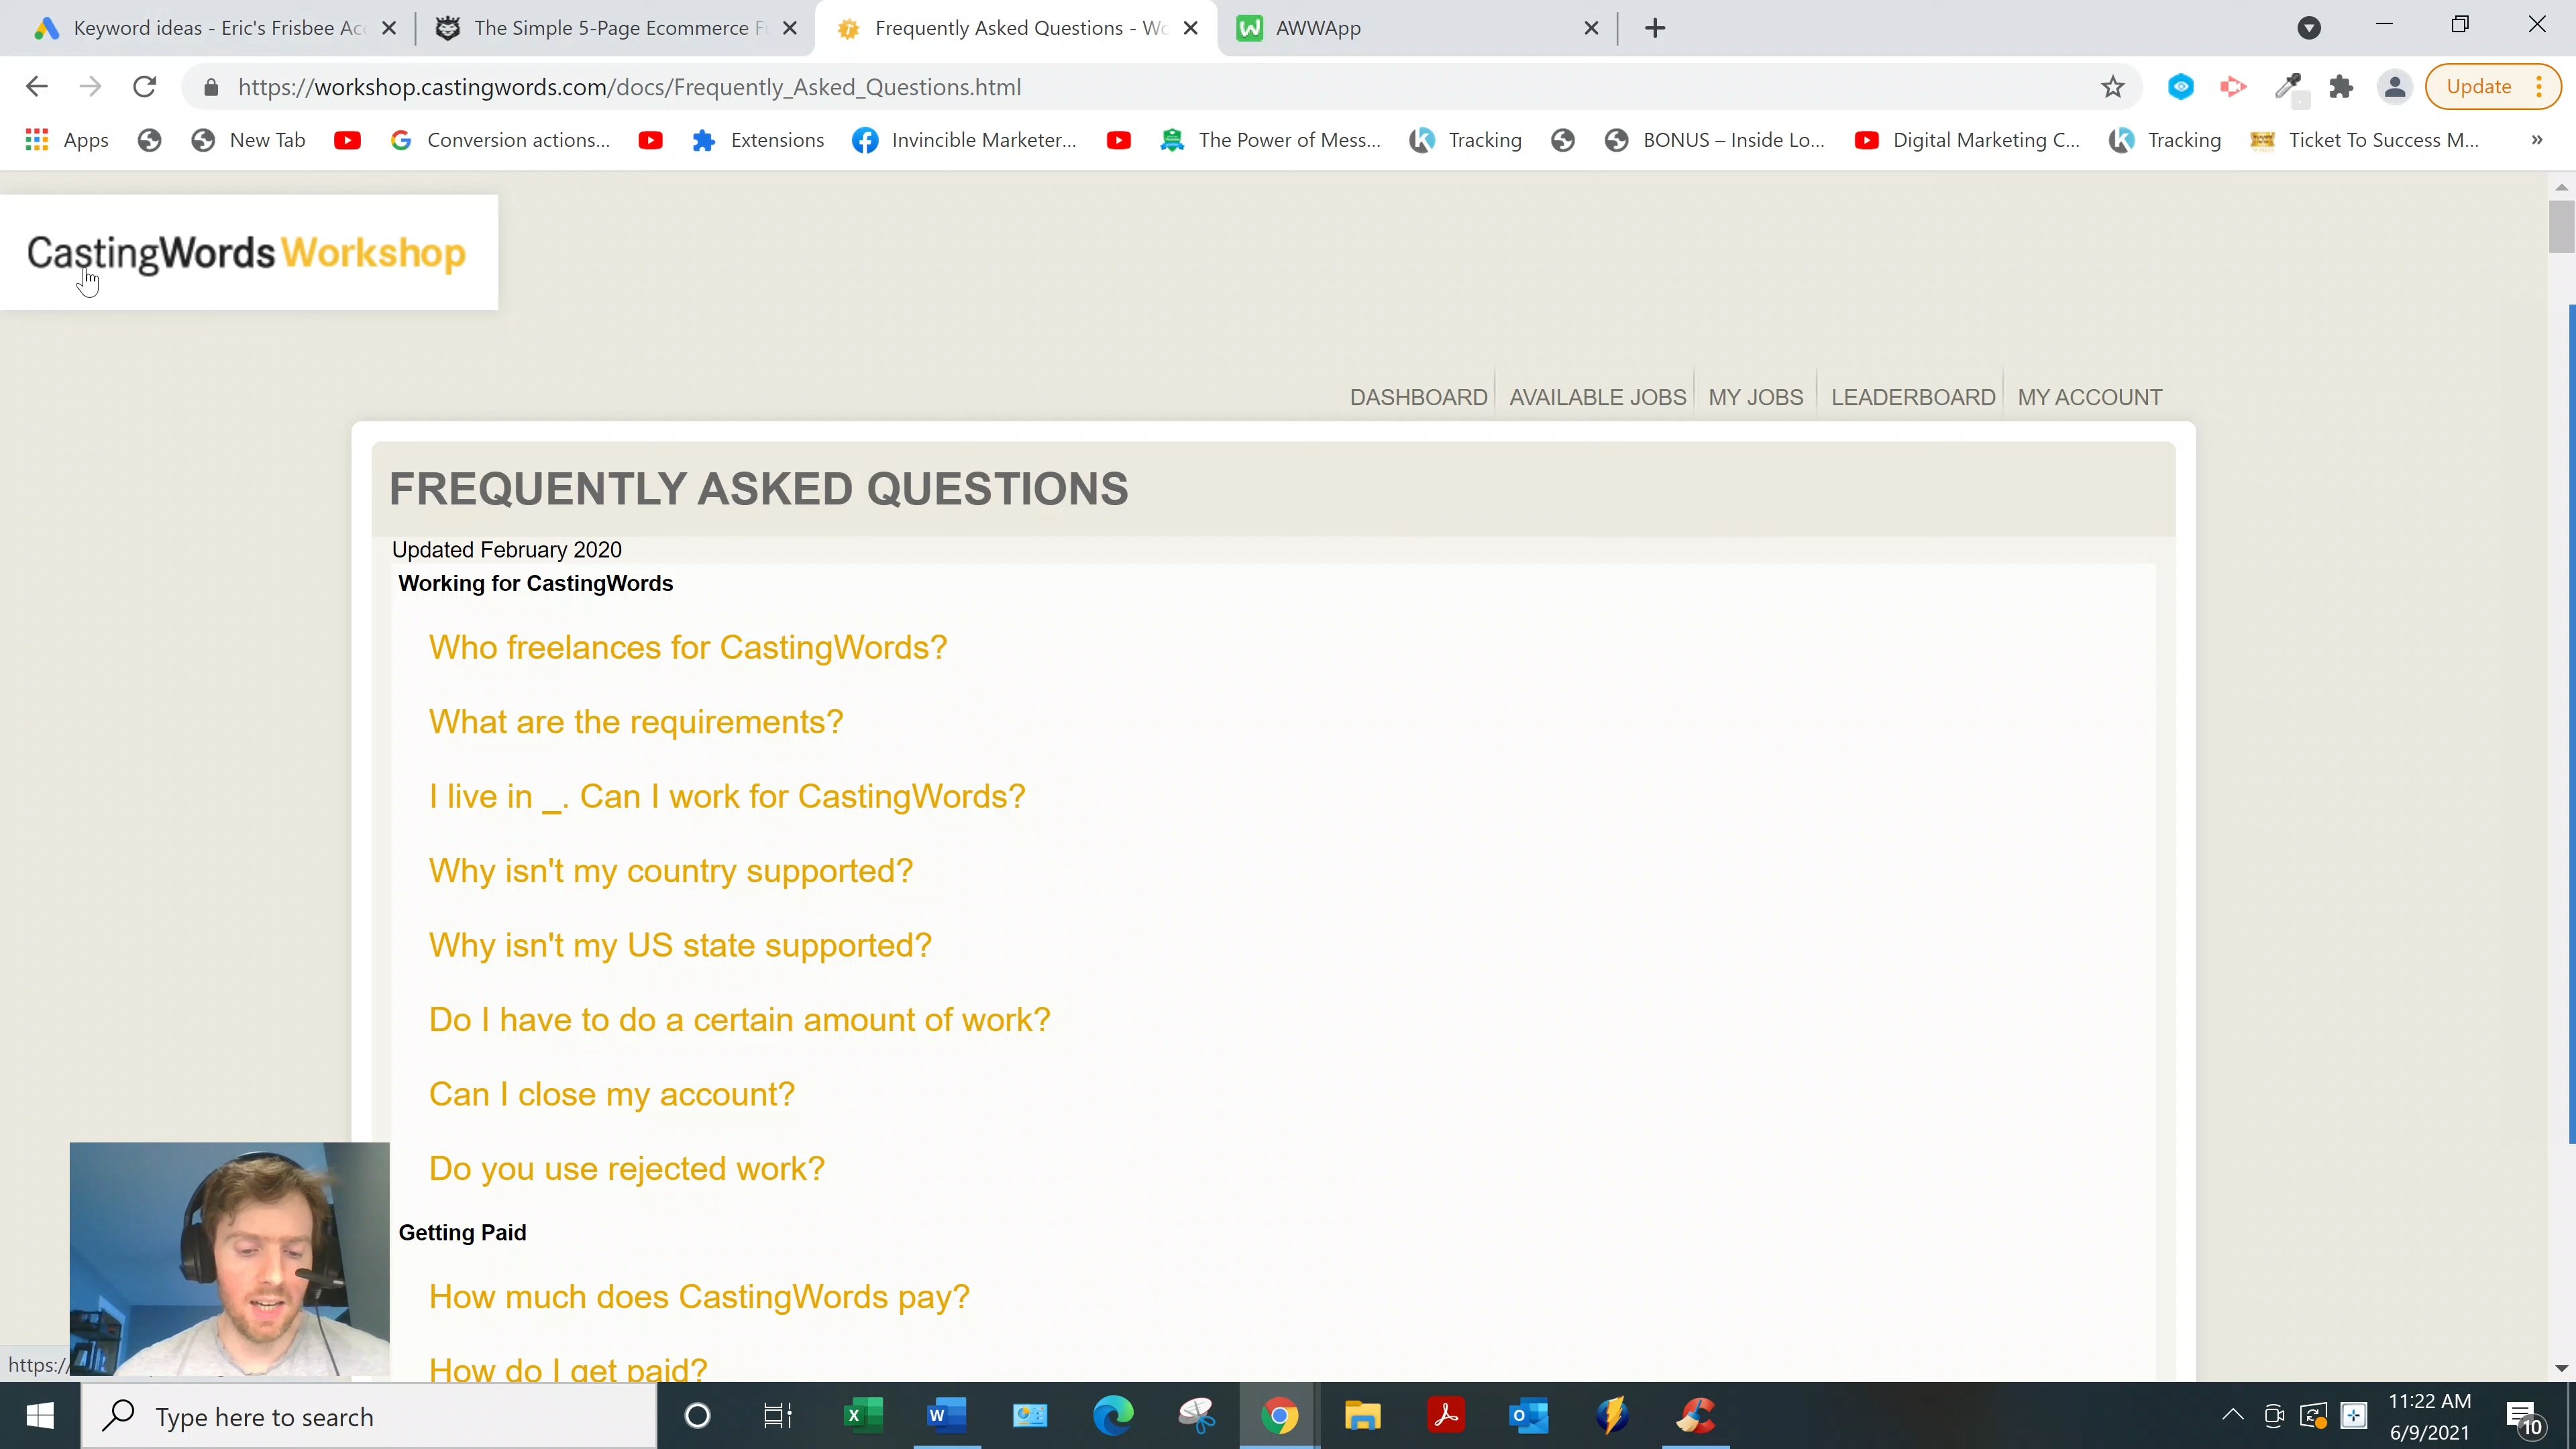 Keyword ideas - Eric's Frisbee Acc
The Simple 5-Page Ecommerce F
Frequently Asked Questions - Wo
AWWApp
https://workshop.castingwords.com/docs/Frequently_Asked_Questions.html
Update
Apps
New Tab
Conversion actions...
Extensions
Invincible Marketer...
The Power of Mess...
Tracking
BONUS – Inside Lo...
Digital Marketing C...
Tracking
Ticket To Success M...
»
CastingWords Workshop
DASHBOARD
AVAILABLE JOBS
MY JOBS
LEADERBOARD
MY ACCOUNT
FREQUENTLY ASKED QUESTIONS
Updated February 2020
Working for CastingWords
Who freelances for CastingWords?
What are the requirements?
I live in _. Can I work for CastingWords?
Why isn't my country supported?
Why isn't my US state supported?
Do I have to do a certain amount of work?
Can I close my account?
Do you use rejected work?
Getting Paid
How much does CastingWords pay?
How do I get paid?
https://
Type here to search
11:22 AM
6/9/2021
10